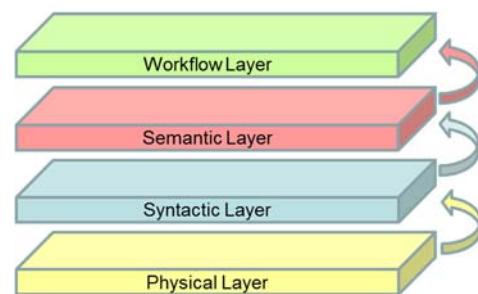 Workflow Layer
Semantic Layer
Syntactic Layer
Physical Layer